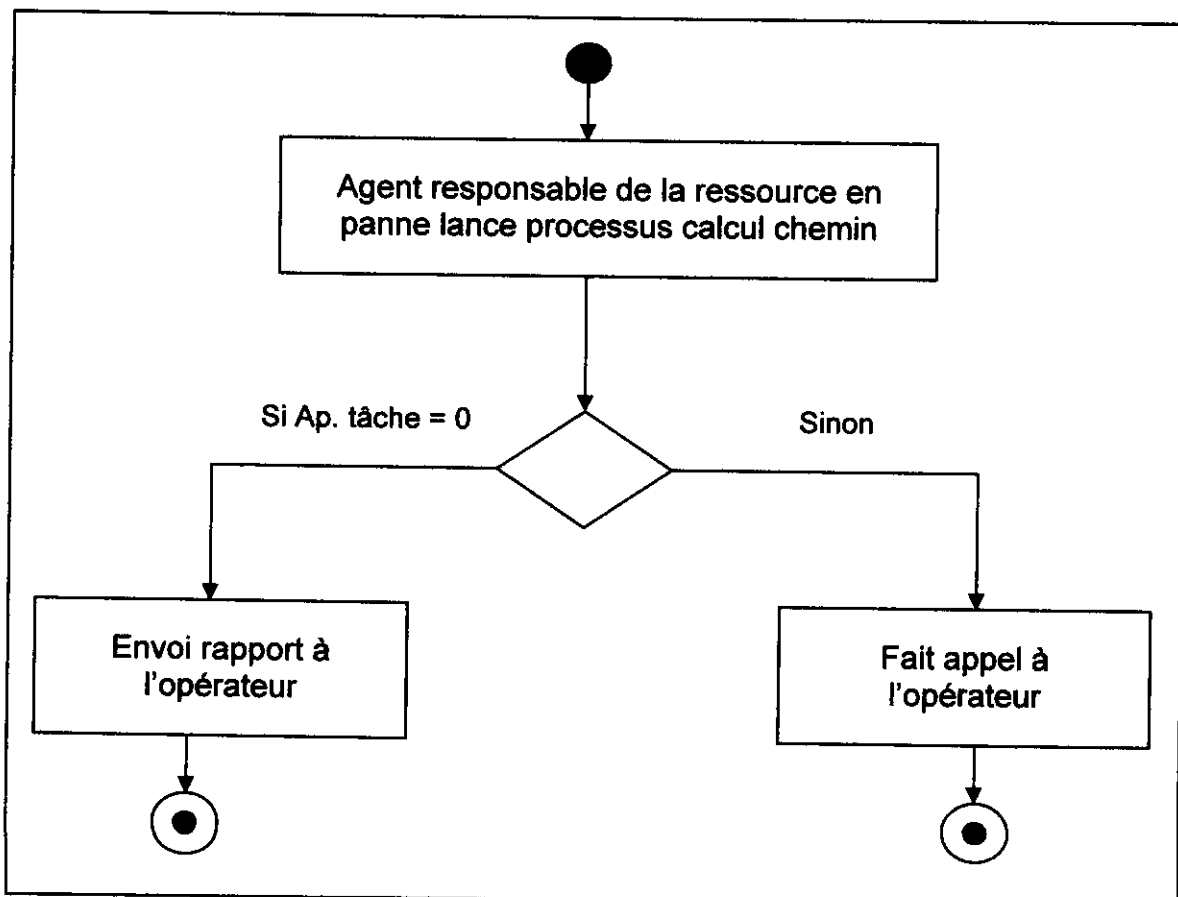 Agent responsable de la ressource en
panne lance processus calcul chemin
Si Ap. tâche = 0
Sinon
Envoi rapport à
l'opérateur
Fait appel à
l'opérateur